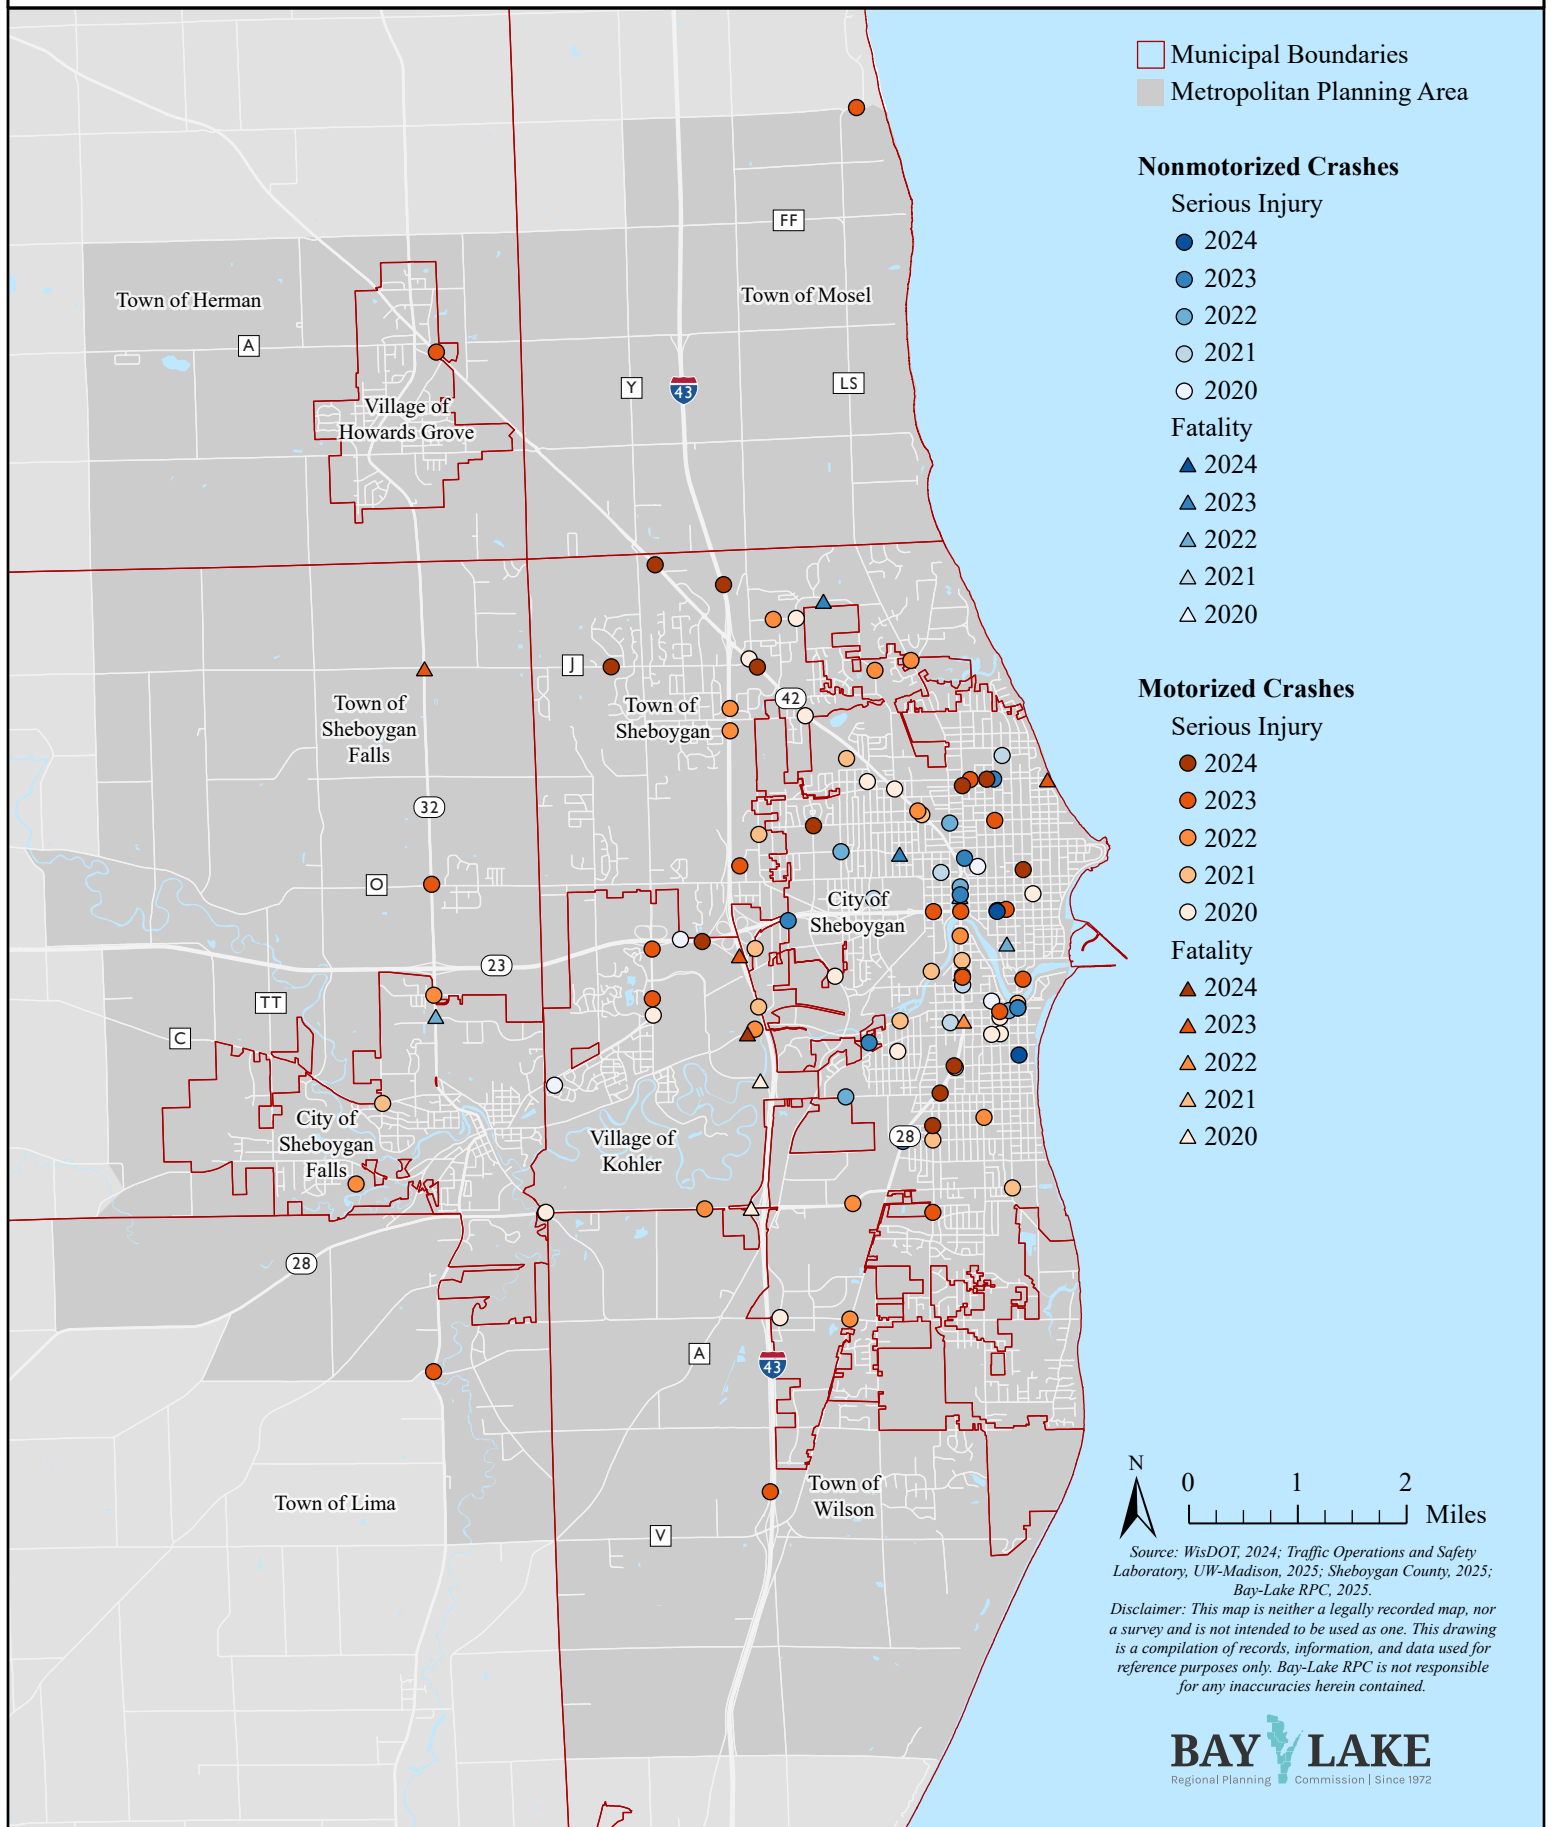 Municipal Boundaries
Metropolitan Planning Area
Nonmotorized Crashes
Serious Injury
2024
2023
2022
2021
2020
Fatality
2024
2023
2022
2021
2020
Motorized Crashes
Serious Injury
2024
2023
2022
2021
2020
Fatality
2024
2023
2022
2021
2020
FF
Town of Herman
Town of Mosel
A
Y
43
LS
Village of
Howards Grove
J
42
Town of
Sheboygan
Falls
Town of
Sheboygan
32
O
City of
Sheboygan
23
TT
C
City of
Sheboygan
Falls
Village of
Kohler
28
28
A
43
Town of Lima
Town of
Wilson
V
N
0 1 2
Miles
Source: WisDOT, 2024; Traffic Operations and Safety
Laboratory, UW-Madison, 2025; Sheboygan County, 2025;
Bay-Lake RPC, 2025.
Disclaimer: This map is neither a legally recorded map, nor
a survey and is not intended to be used as one. This drawing
is a compilation of records, information, and data used for
reference purposes only. Bay-Lake RPC is not responsible
for any inaccuracies herein contained.
BAY LAKE
Regional Planning Commission | Since 1972